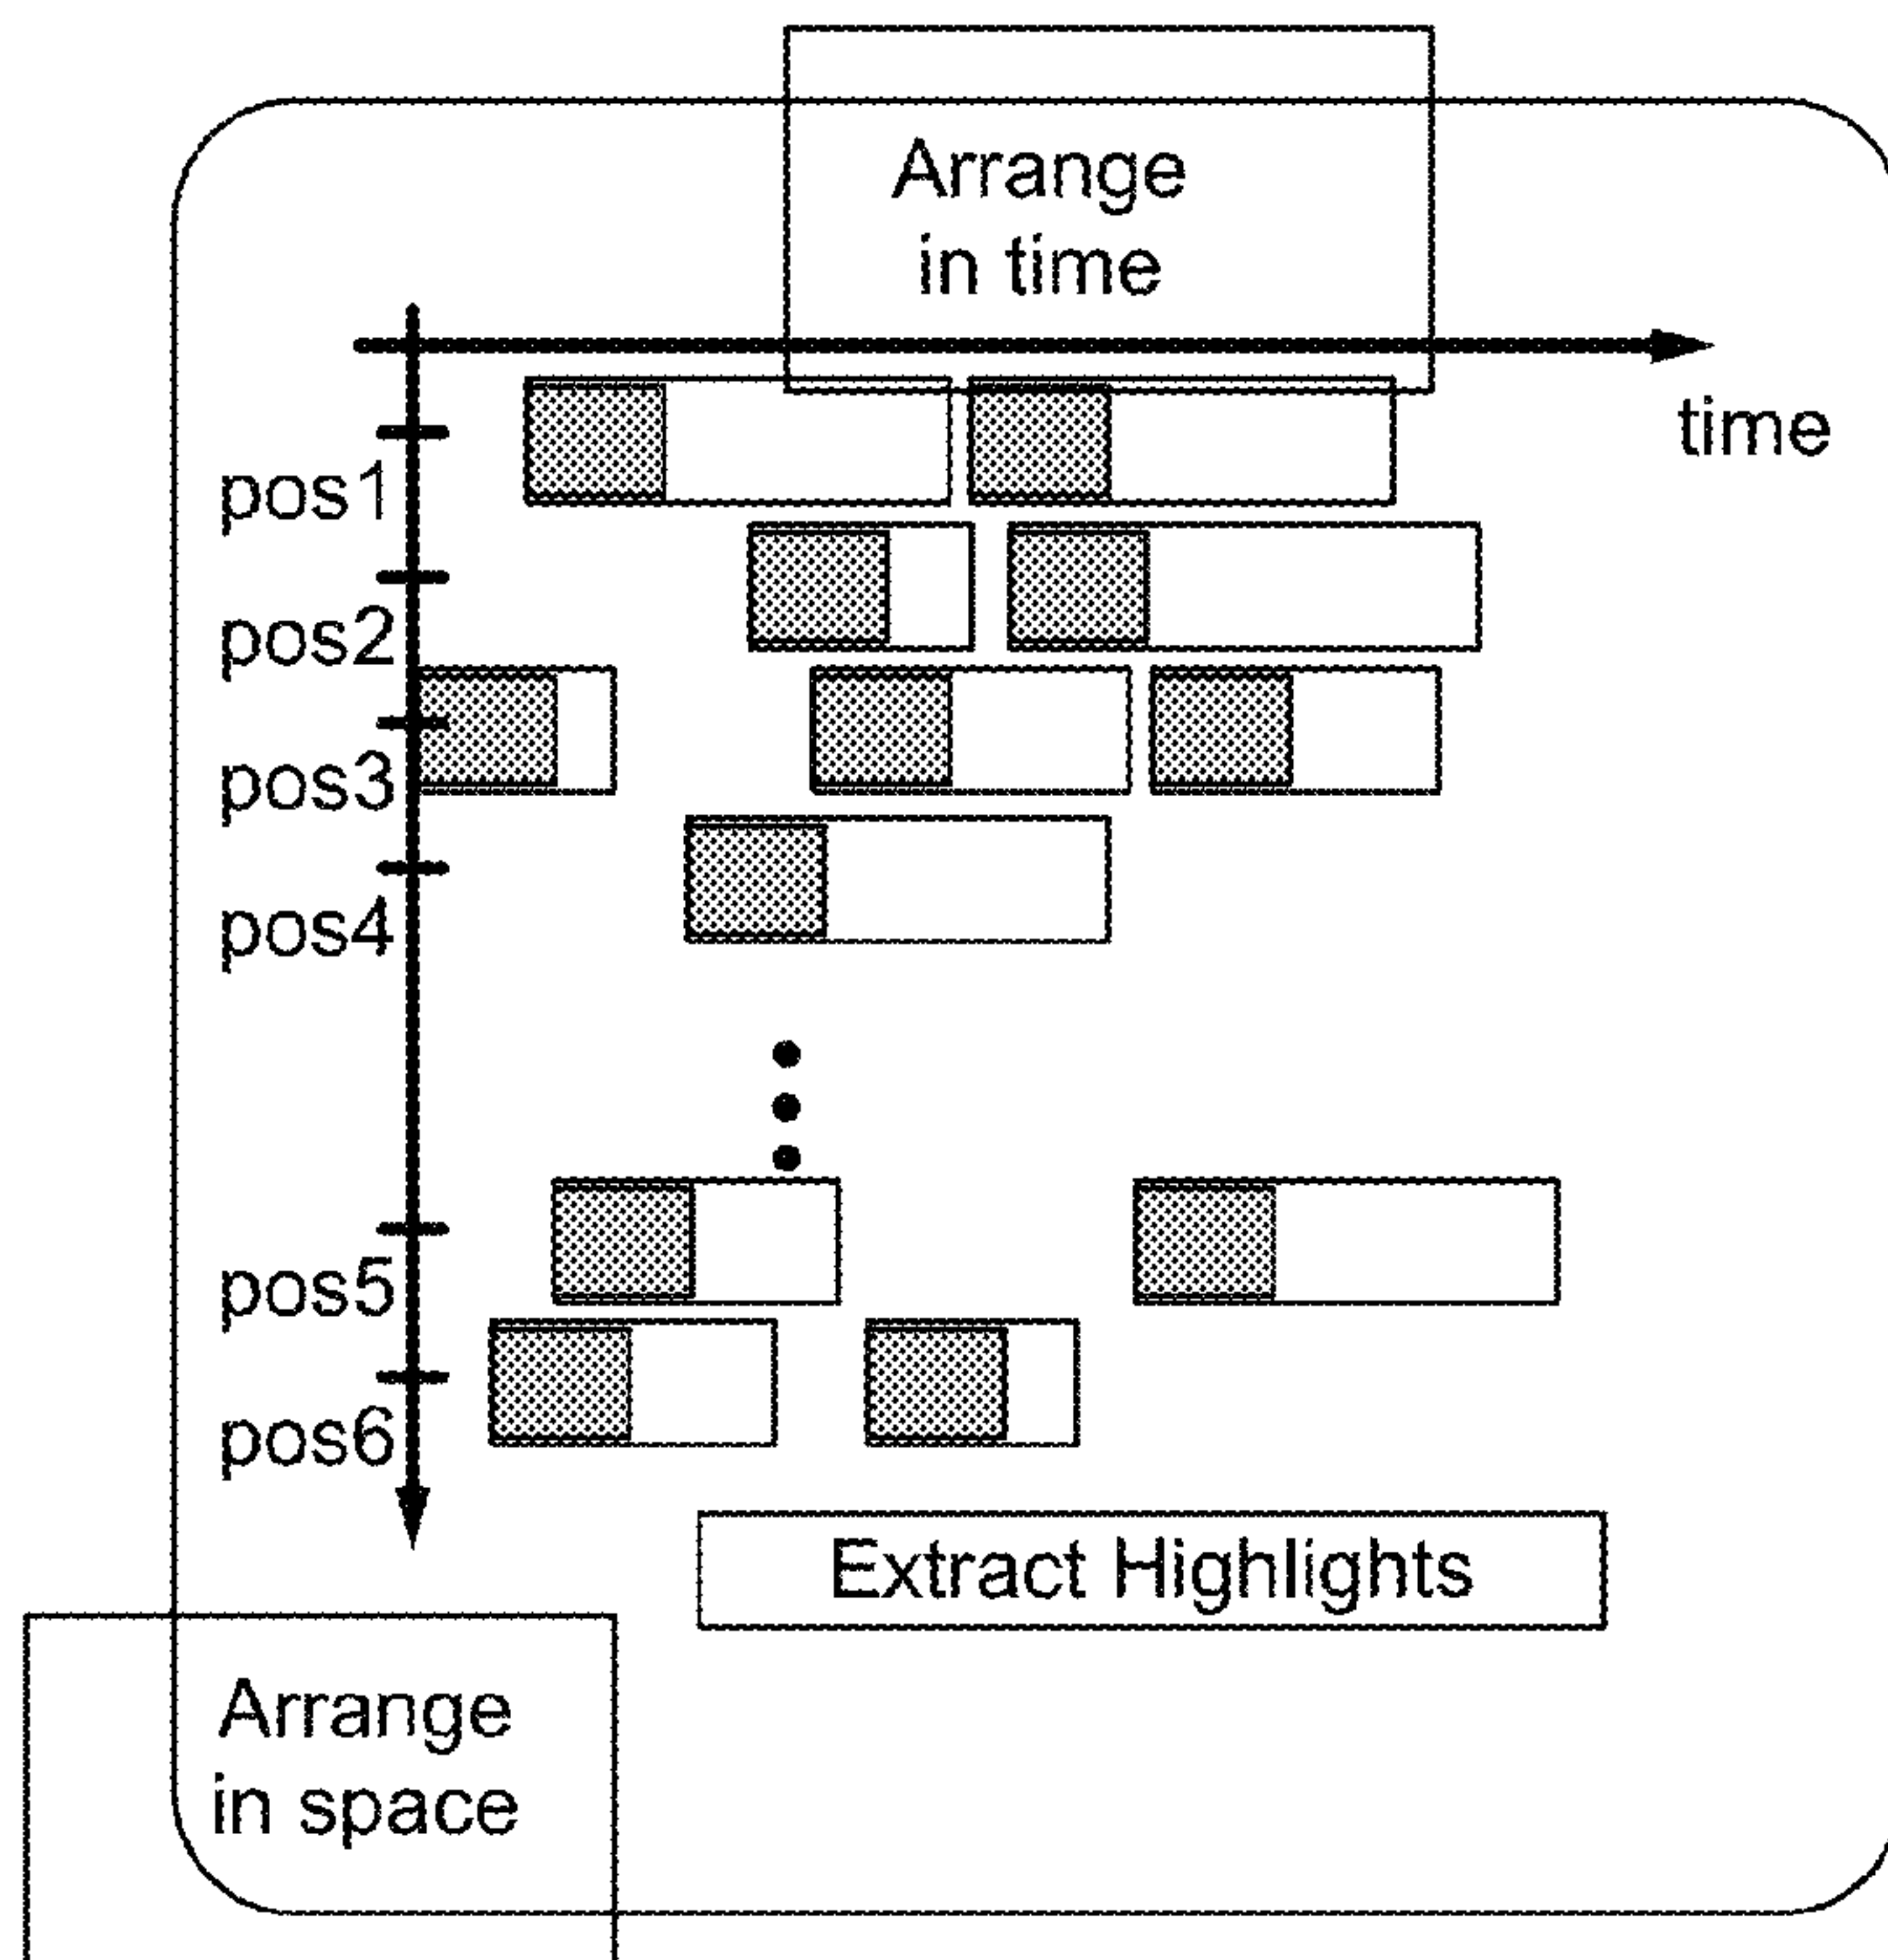 Arrange
in time
time
pos1
pos2
pos3
pos4
pos5
pos6
Extract Highlights
Arrange
in space